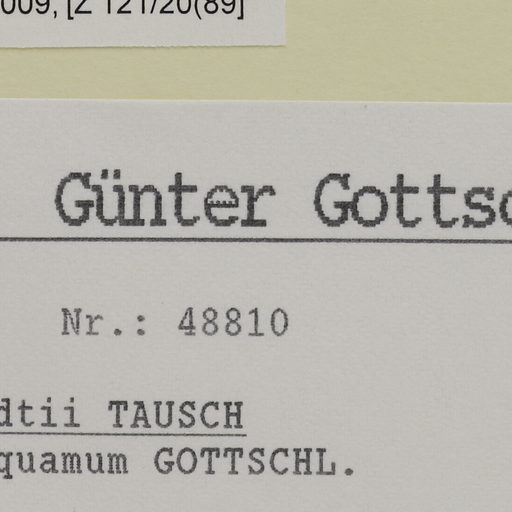 009, [Z 121/20(89]
Günter Gottsc
Nr.: 48810
dtii TAUSCH
quamum GOTTSCHL.